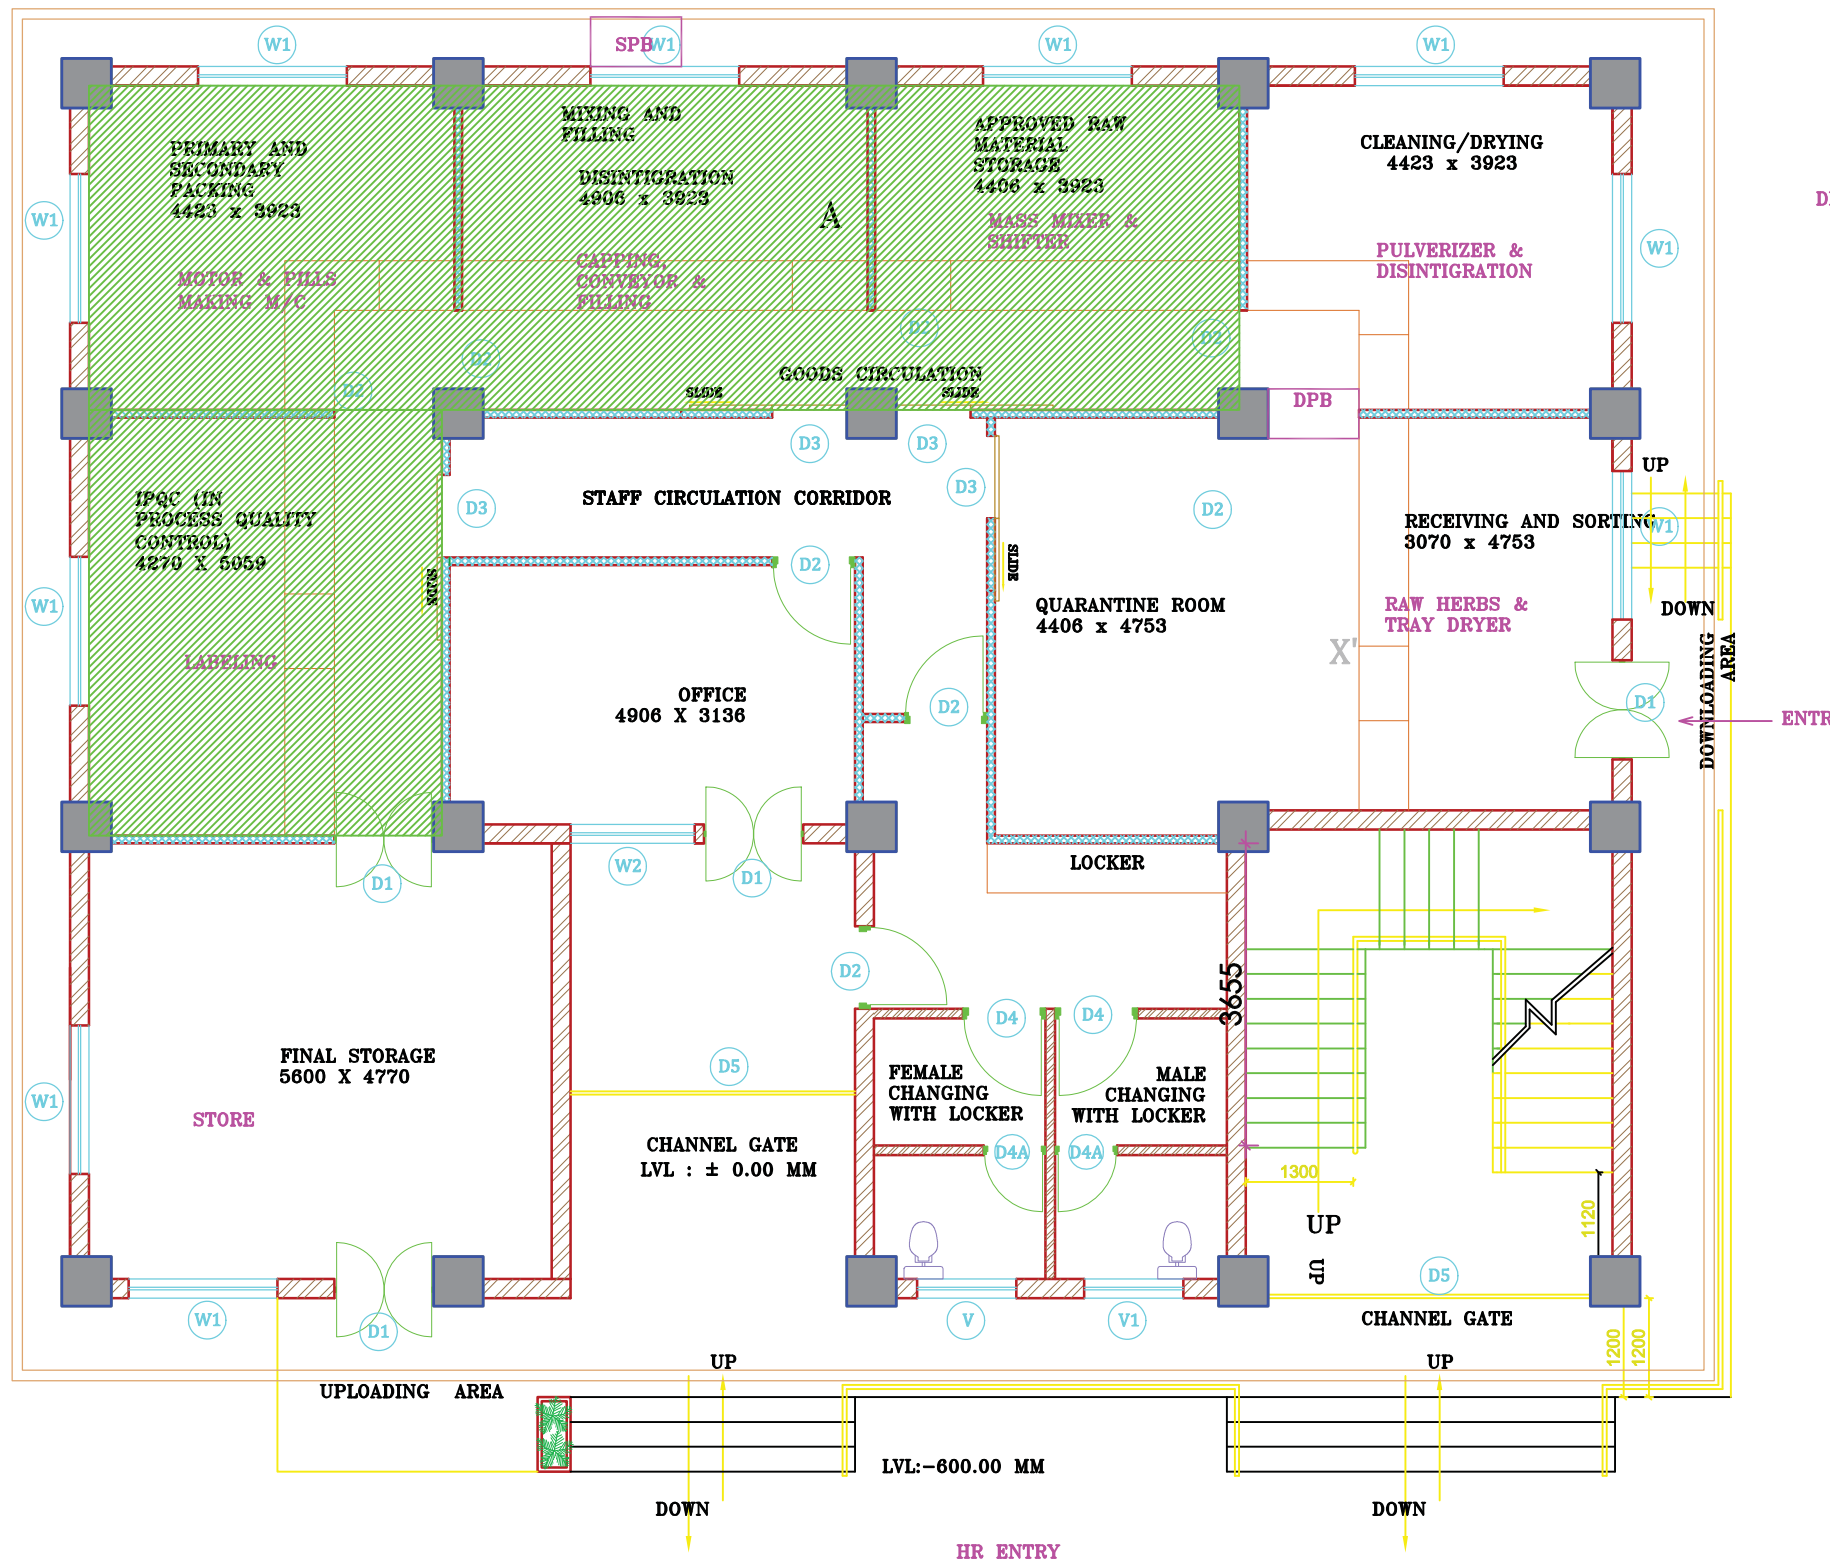 W1
SPB
W1
W1
W1
PRIMARY AND
SECONDARY
PACKING
4423 x 3923
MIXING AND
FILLING
DISINTIGRATION
4906 x 3923
A
APPROVED RAW
MATERIAL
STORAGE
4406 x 3923
MASS MIXER &
SHIFTER
CLEANING/DRYING
4423 x 3923
W1
W1
PULVERIZER &
DISINTIGRATION
MOTOR & PILLS
MAKING M/C
CAPPING,
CONVEYOR &
FILLING
D2
D2
D2
D2
GOODS CIRCULATION
SLIDE
SLIDE
DPB
D3
D3
D3
D3
D2
STAFF CIRCULATION CORRIDOR
IPQC (IN
PROCESS QUALITY
CONTROL)
4270 X 5059
UP
RECEIVING AND SORTING
3070 x 4753
W1
D2
SLIDE
SLIDE
W1
QUARANTINE ROOM
4406 x 4753
RAW HERBS &
TRAY DRYER
DOWN
DOWNLOADING
AREA
X'
LABELING
OFFICE
4906 X 3136
D2
D1
ENTR
W2
D1
D1
LOCKER
D2
3655
D4
D4
FINAL STORAGE
5600 X 4770
D5
FEMALE
CHANGING
WITH LOCKER
MALE
CHANGING
WITH LOCKER
W1
STORE
CHANNEL GATE
LVL : ± 0.00 MM
D4A
D4A
1300
1120
UP
UP
D5
W1
D1
V
V1
CHANNEL GATE
1200
1200
UP
UP
UPLOADING AREA
LVL:-600.00 MM
DOWN
DOWN
HR ENTRY